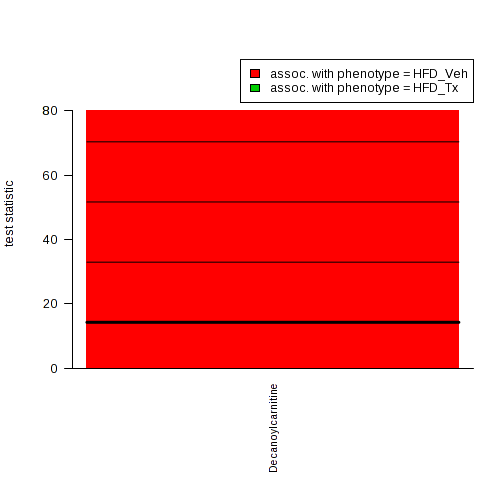 assoc. with phenotype = HFD_Veh
assoc. with phenotype = HFD_Tx
test statistic
80
60
40
20
0
Decanoylcarnitine